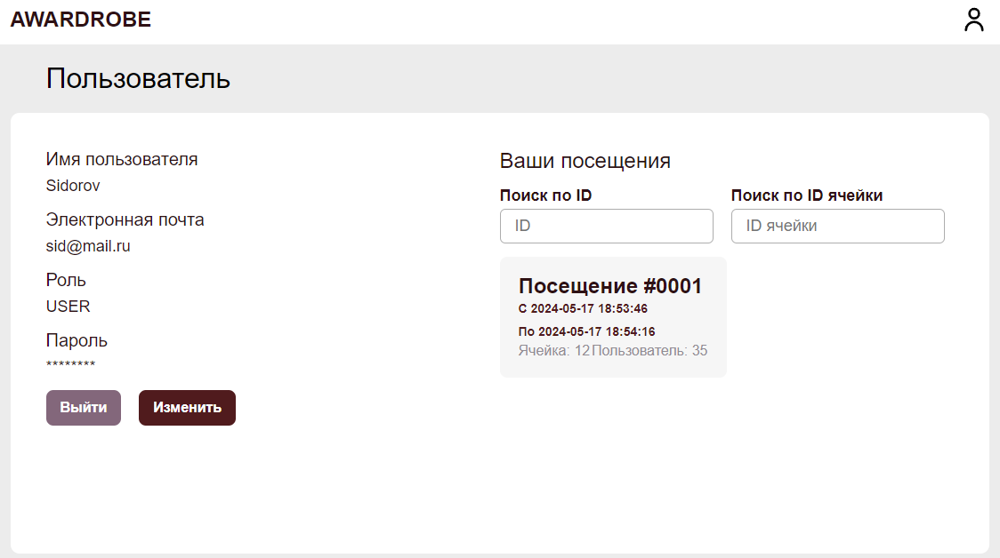 AWARDROBE
Пользователь
Имя пользователя
Sidorov
Электронная почта
sid@mail.ru
Роль
USER
Пароль
********
Выйти
Изменить
Ваши посещения
Поиск по ID
Поиск по ID ячейки
ID
ID ячейки
Посещение #0001
С 2024-05-17 18:53:46
По 2024-05-17 18:54:16
Ячейка: 12 Пользователь: 35